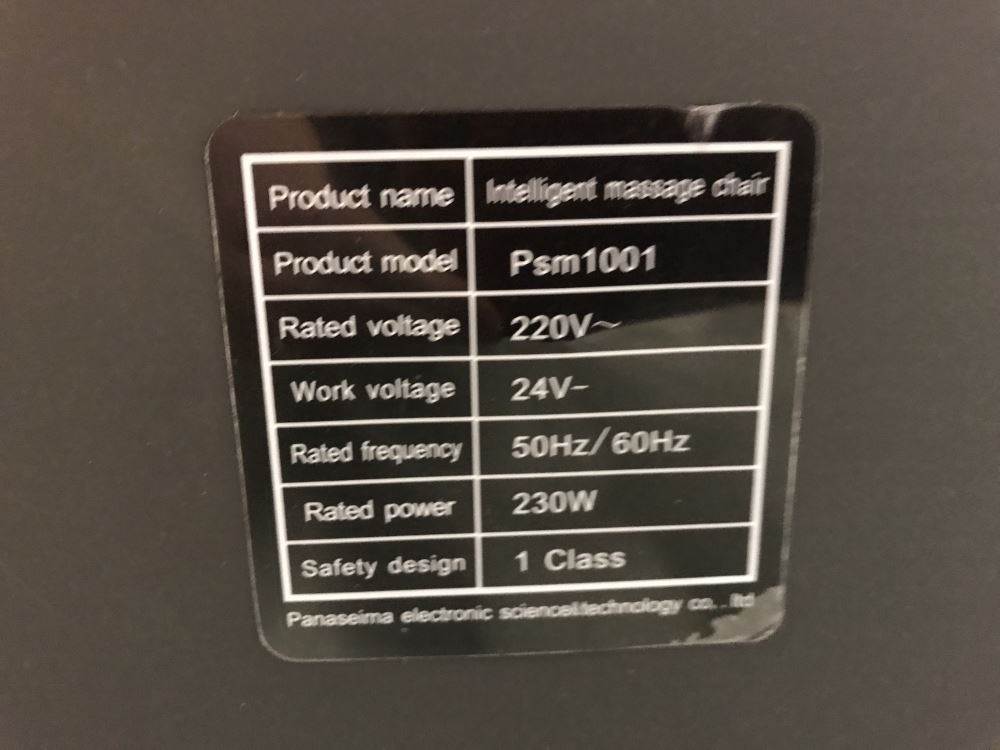 Product name Intelligent massage chair
Product model Psm1001
Rated voltage 220V~
Work voltage 24V-
Rated frequency 50Hz/60Hz
Rated power 230W
Safety design 1 Class
Panaseima electronic science&technology co,.ltd